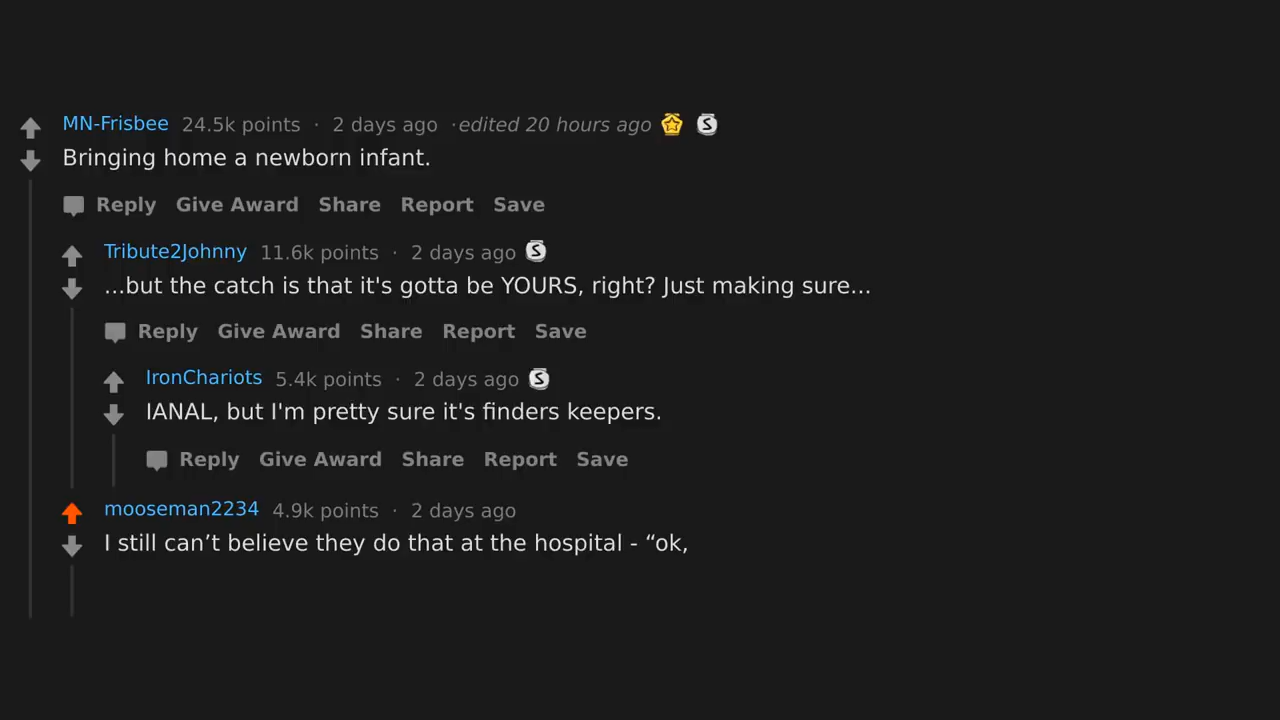 MN-Frisbee 24.5k points · 2 days ago ·edited 20 hours ago S
Bringing home a newborn infant.
Reply Give Award Share Report Save
Tribute2Johnny 11.6k points · 2 days ago S
...but the catch is that it's gotta be YOURS, right? Just making sure...
Reply Give Award Share Report Save
IronChariots 5.4k points · 2 days ago S
IANAL, but I'm pretty sure it's finders keepers.
Reply Give Award Share Report Save
mooseman2234 4.9k points · 2 days ago
I still can’t believe they do that at the hospital - “ok,